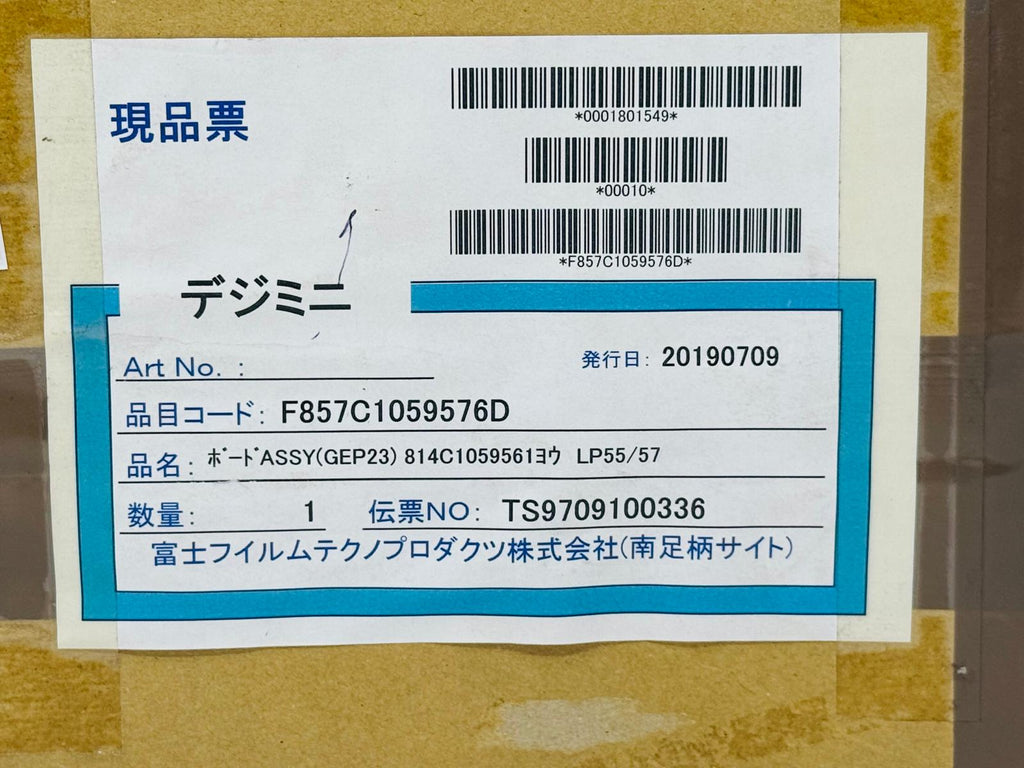 現品票
*0001801549*
*00010*
*F857C1059576D*
デジミニ
Art No. :
発行日: 20190709
品目コード: F857C1059576D
品名: ﾎﾞｰﾄﾞASSY(GEP23) 814C1059561ﾖｳ LP55/57
数量: 1 伝票NO: TS9709100336
富士フイルムテクノプロダクツ株式会社(南足柄サイト)